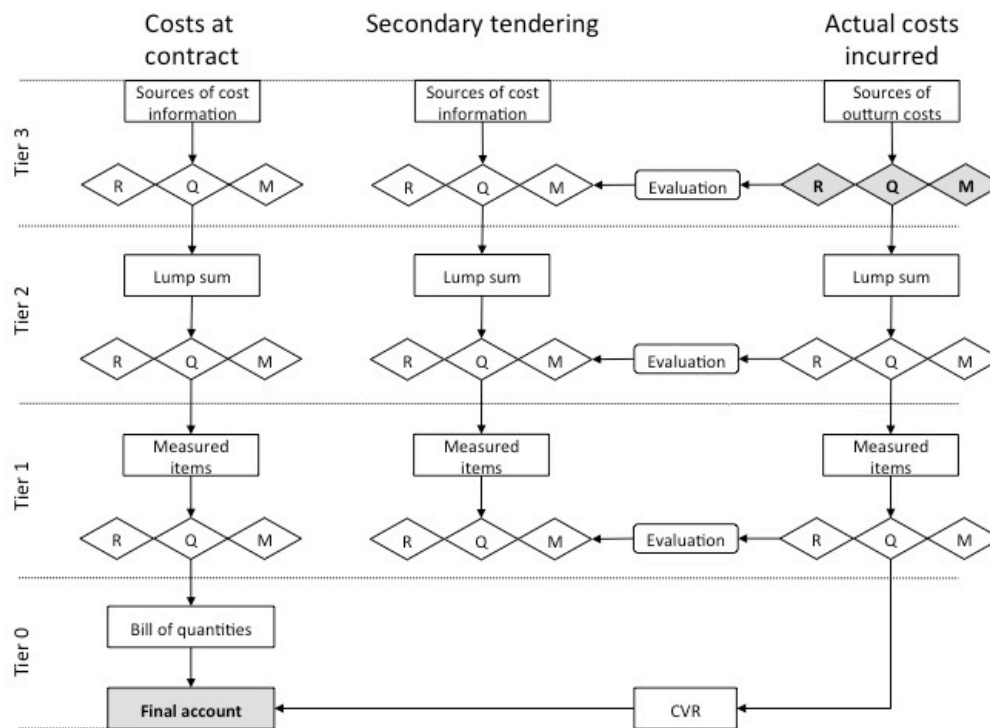 Costs at
contract
Secondary tendering
Actual costs
incurred
Tier 3
Sources of cost
information
Sources of cost
information
Sources of
outturn costs
R Q M
R Q M
Evaluation
R Q M
Tier 2
Lump sum
Lump sum
Lump sum
R Q M
R Q M
Evaluation
R Q M
Tier 1
Measured
items
Measured
items
Measured
items
R Q M
R Q M
Evaluation
R Q M
Tier 0
Bill of quantities
Final account
CVR